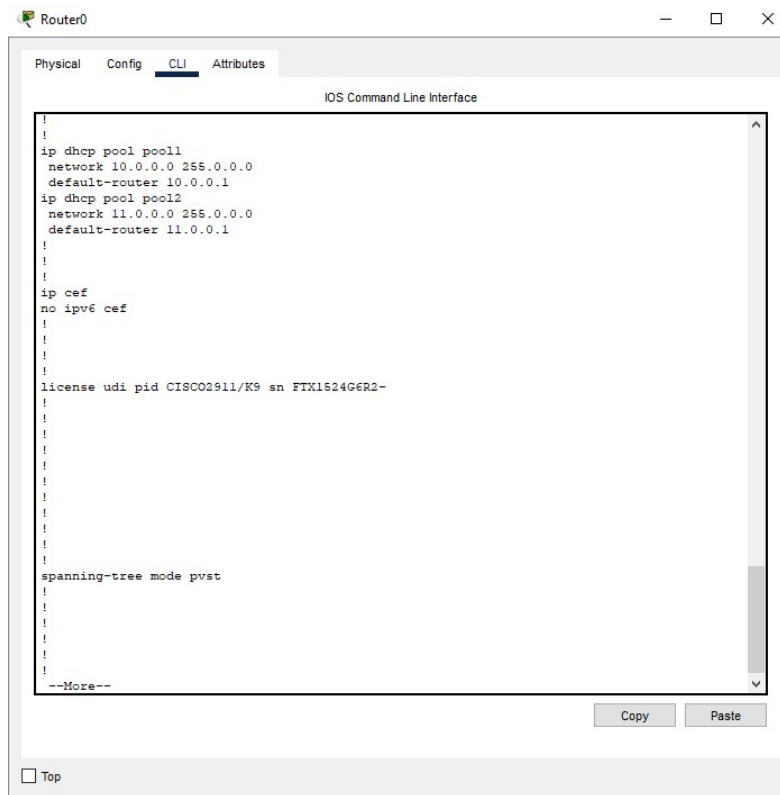 Router0
Physical Config CLI Attributes
IOS Command Line Interface
!
!
ip dhcp pool pool1
network 10.0.0.0 255.0.0.0
default-router 10.0.0.1
ip dhcp pool pool2
network 11.0.0.0 255.0.0.0
default-router 11.0.0.1
!
!
!
ip cef
no ipv6 cef
!
!
!
!
license udi pid CISCO2911/K9 sn FTX1524G6R2-
!
!
!
!
!
!
!
!
!
!
!
spanning-tree mode pvst
!
!
!
!
!
!
--More--
Copy Paste
Top